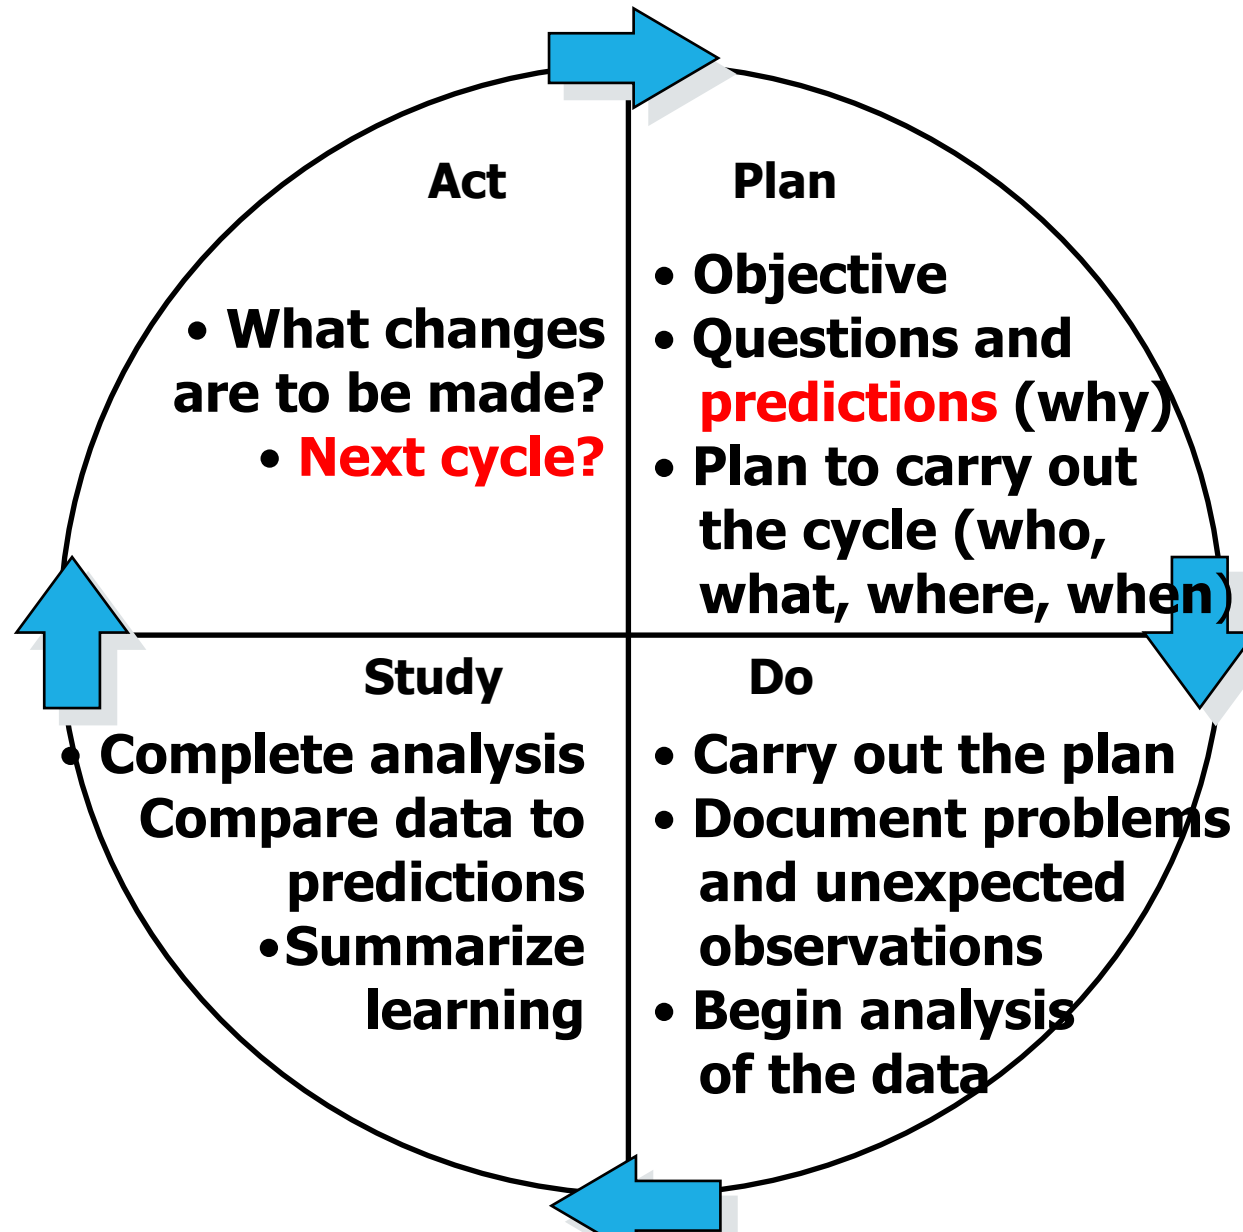 Act
• What changes
are to be made?
• Next cycle?
Plan
• Objective
• Questions and
predictions (why)
• Plan to carry out
the cycle (who,
what, where, when)
Study
• Complete analysis
Compare data to
predictions
•Summarize
learning
Do
• Carry out the plan
• Document problems
and unexpected
observations
• Begin analysis
of the data